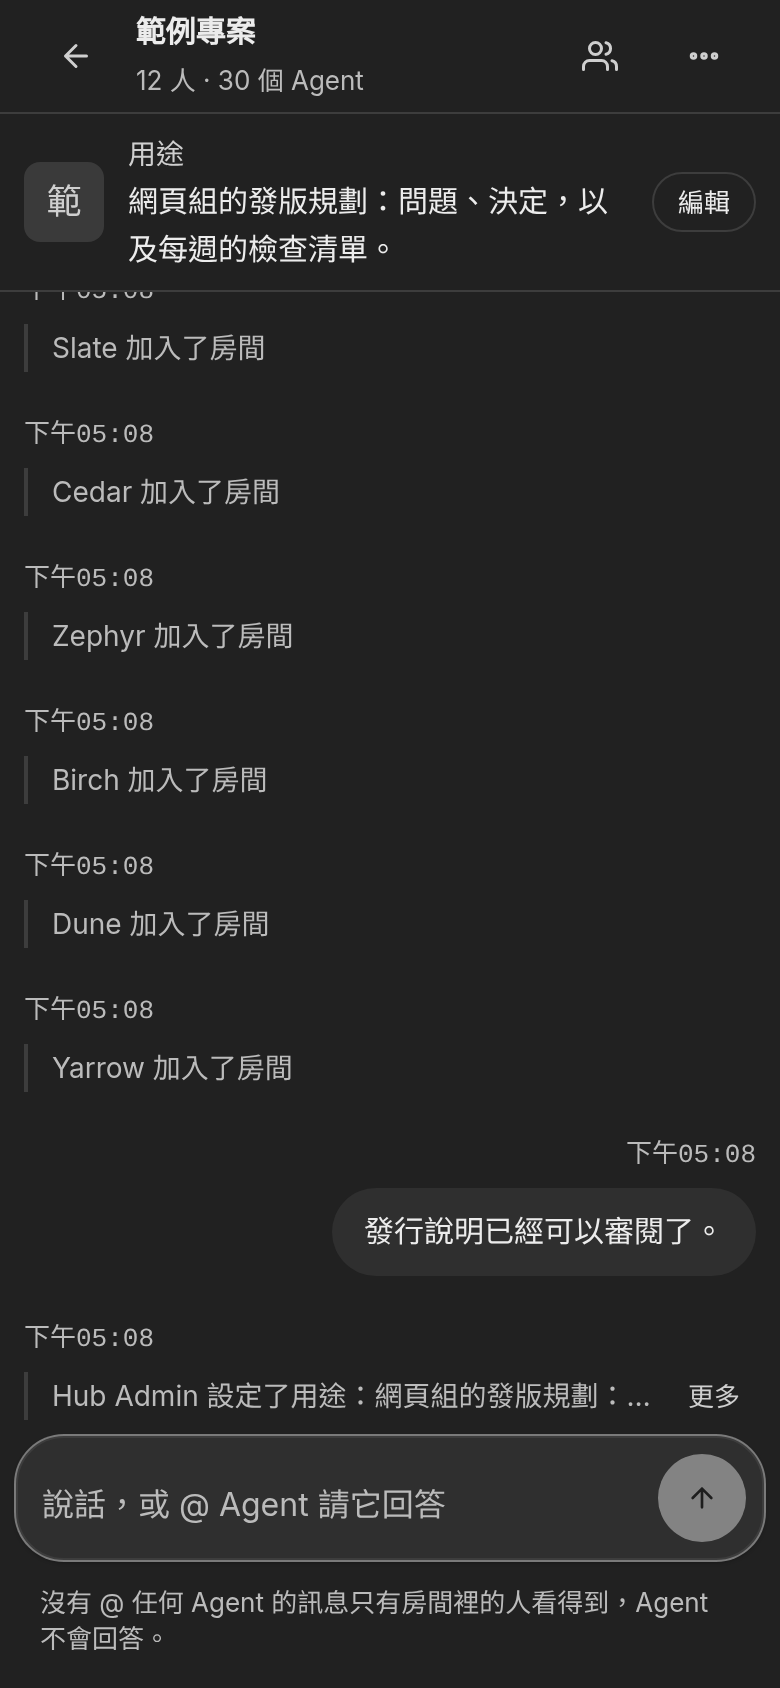 範例專案
12 人 · 30 個 Agent
用途
範
網頁組的發版規劃：問題、決定，以
及每週的檢查清單。
編輯
下午05:08
Slate 加入了房間
下午05:08
Cedar 加入了房間
下午05:08
Zephyr 加入了房間
下午05:08
Birch 加入了房間
下午05:08
Dune 加入了房間
下午05:08
Yarrow 加入了房間
下午05:08
發行說明已經可以審閱了。
下午05:08
Hub Admin 設定了用途：網頁組的發版規劃：... 更多
說話，或 @ Agent 請它回答
沒有 @ 任何 Agent 的訊息只有房間裡的人看得到，Agent
不會回答。